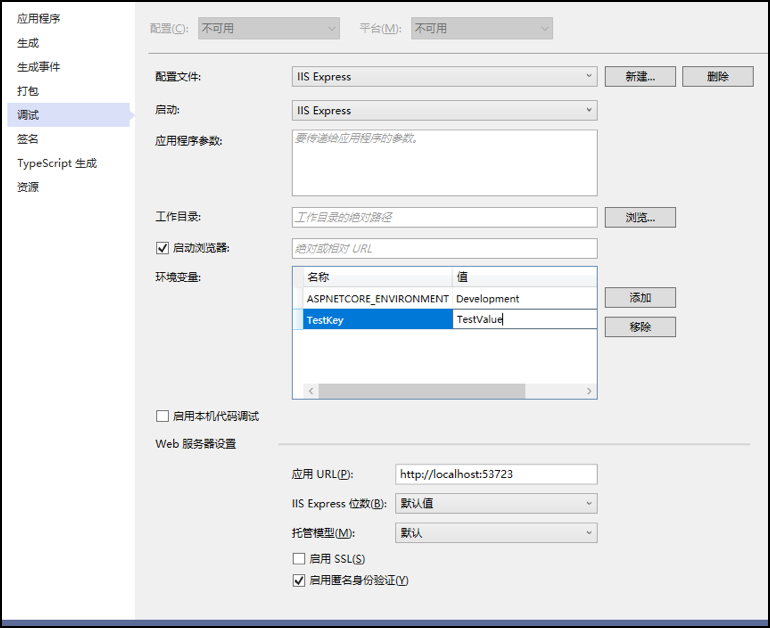 应用程序
生成
生成事件
打包
调试
签名
TypeScript 生成
资源
配置(C): 不可用 平台(M): 不可用
配置文件: IIS Express 新建... 删除
启动: IIS Express
应用程序参数: 要传递给应用程序的参数。
工作目录: 工作目录的绝对路径 浏览...
启动浏览器: 绝对或相对 URL
环境变量: 名称 值
ASPNETCORE_ENVIRONMENT Development 添加
TestKey TestValue 移除
启用本机代码调试
Web 服务器设置
应用 URL(P): http://localhost:53723
IIS Express 位数(B): 默认值
托管模型(M): 默认
启用 SSL(S)
启用匿名身份验证(Y)